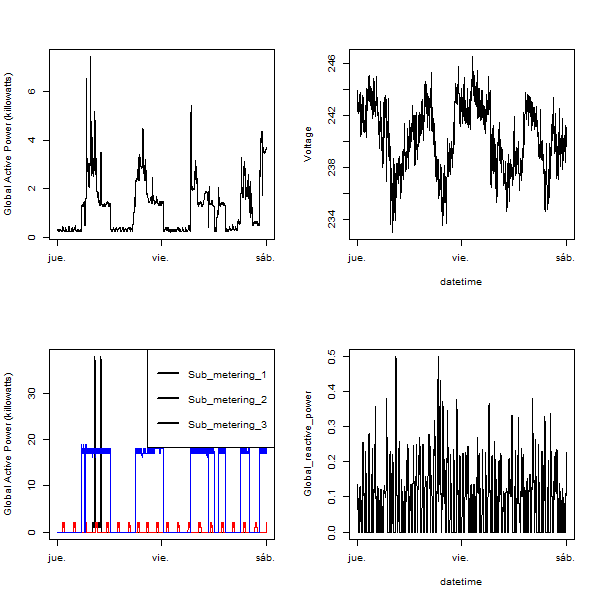 Global Active Power (killowatts)
6
4
2
0
jue.
vie.
sáb.
Voltage
246
242
238
234
jue.
vie.
sáb.
datetime
Global Active Power (killowatts)
30
20
10
0
Sub_metering_1
Sub_metering_2
Sub_metering_3
jue.
vie.
sáb.
Global_reactive_power
0.5
0.4
0.3
0.2
0.1
0.0
jue.
vie.
sáb.
datetime